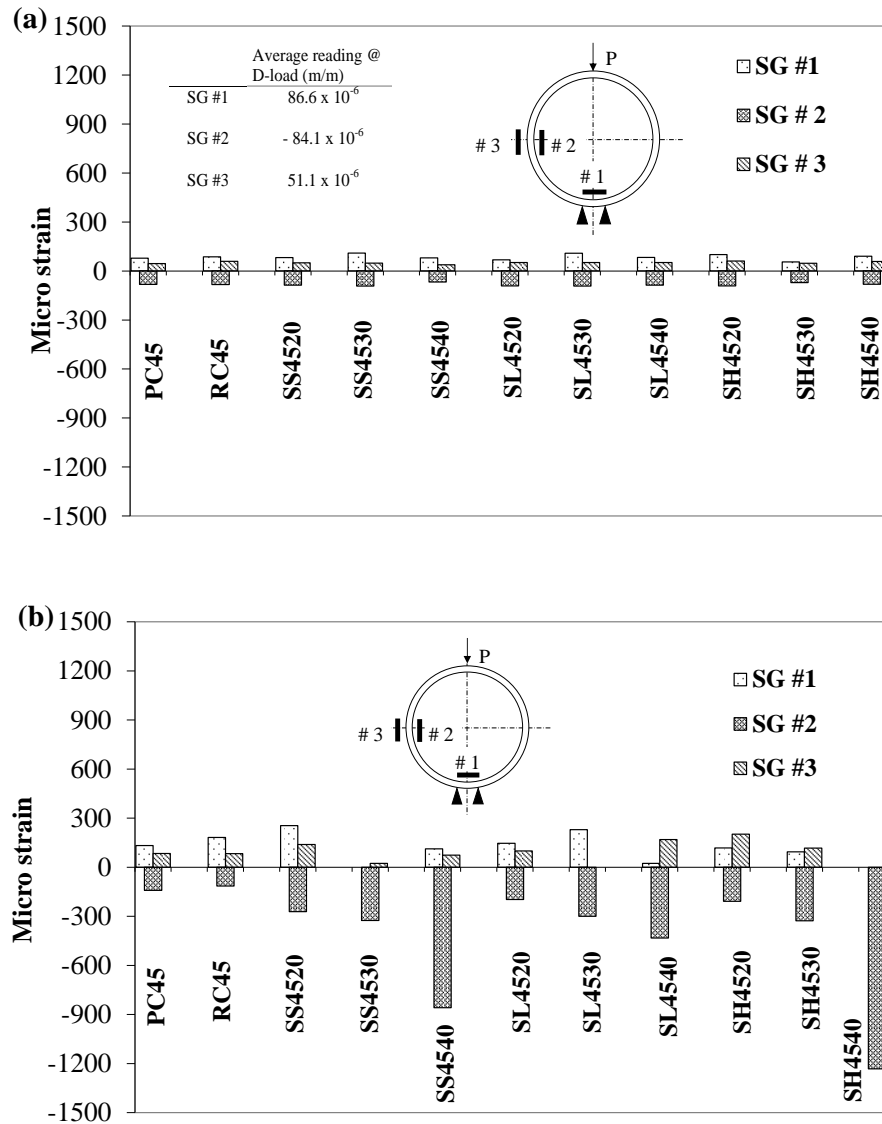 (a)
1500
1200
900
600
300
0
-300
-600
-900
-1200
-1500
Micro strain
Average reading @
D-load (m/m)
SG #1 86.6 x 10-6
SG #2 - 84.1 x 10-6
SG #3 51.1 x 10-6
P
# 3
# 2
# 1
SG #1
SG # 2
SG # 3
PC45
RC45
SS4520
SS4530
SS4540
SL4520
SL4530
SL4540
SH4520
SH4530
SH4540
(b)
1500
1200
900
600
300
0
-300
-600
-900
-1200
-1500
Micro strain
P
# 3
# 2
# 1
SG #1
SG #2
SG #3
PC45
RC45
SS4520
SS4530
SS4540
SL4520
SL4530
SL4540
SH4520
SH4530
SH4540